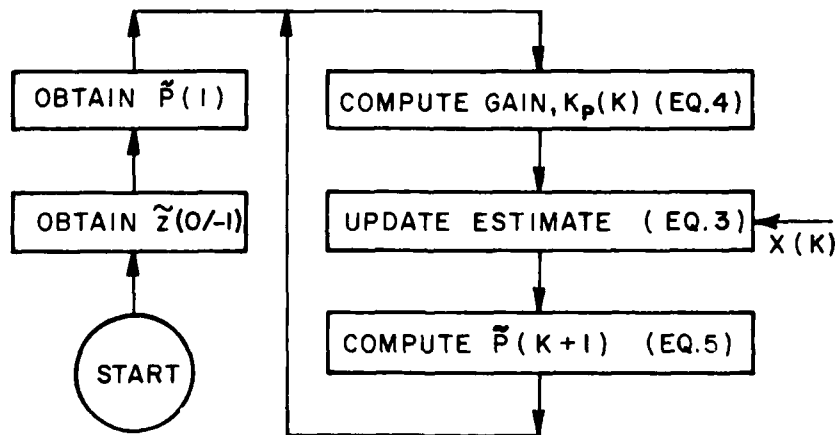 START
OBTAIN z̃(0/-1)
OBTAIN P̃(1)
COMPUTE GAIN, Kp(K) (EQ.4)
UPDATE ESTIMATE (EQ.3)
X(K)
COMPUTE P̃(K+1) (EQ.5)